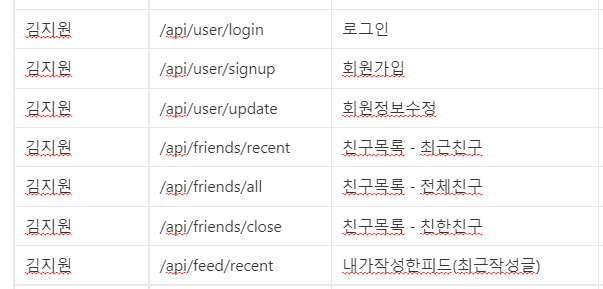 김지원 /api/user/login 로그인
김지원 /api/user/signup 회원가입
김지원 /api/user/update 회원정보수정
김지원 /api/friends/recent 친구목록 - 최근친구
김지원 /api/friends/all 친구목록 - 전체친구
김지원 /api/friends/close 친구목록 - 친한친구
김지원 /api/feed/recent 내가작성한피드(최근작성글)